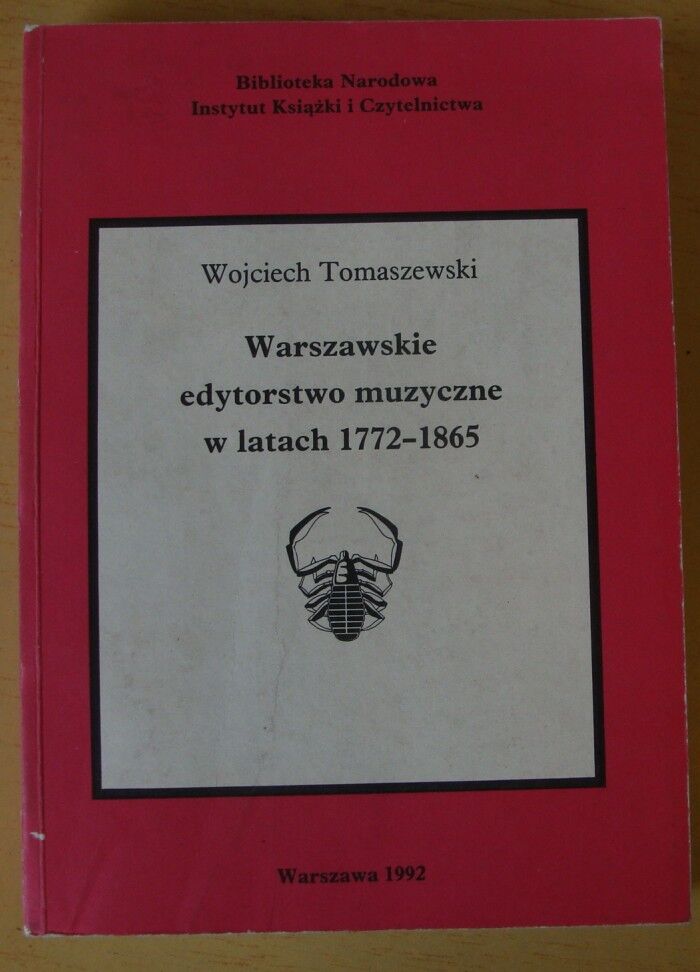 Biblioteka Narodowa
Instytut Książki i Czytelnictwa
Wojciech Tomaszewski
Warszawskie
edytorstwo muzyczne
w latach 1772–1865
Warszawa 1992